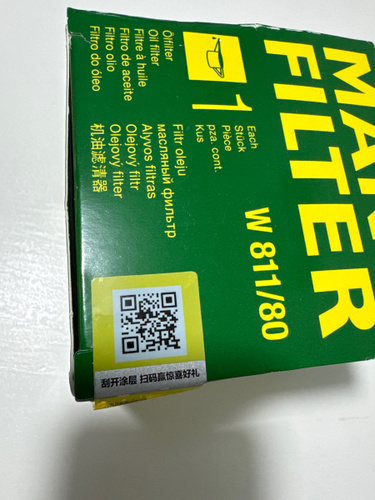 MAN
FILTER
W 811/80
1
Each
Stück
Pièce
pza. cont.
Kus
Ölfilter
Oil filter
Filtre à huile
Filtro de aceite
Filtro olio
Filtro do óleo
Filtr oleju
масляный фильтр
Alyvos filtras
Olejový filtr
Olejový filter
机油滤清器
刮开涂层 扫码赢惊喜好礼